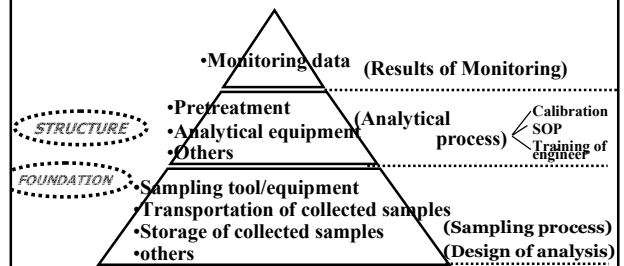 •Monitoring data
(Results of Monitoring)
STRUCTURE
•Pretreatment
•Analytical equipment
•Others
(Analytical
process)
Calibration
SOP
Training of
engineer
FOUNDATION
•Sampling tool/equipment
•Transportation of collected samples
•Storage of collected samples
•others
(Sampling process)
(Design of analysis)